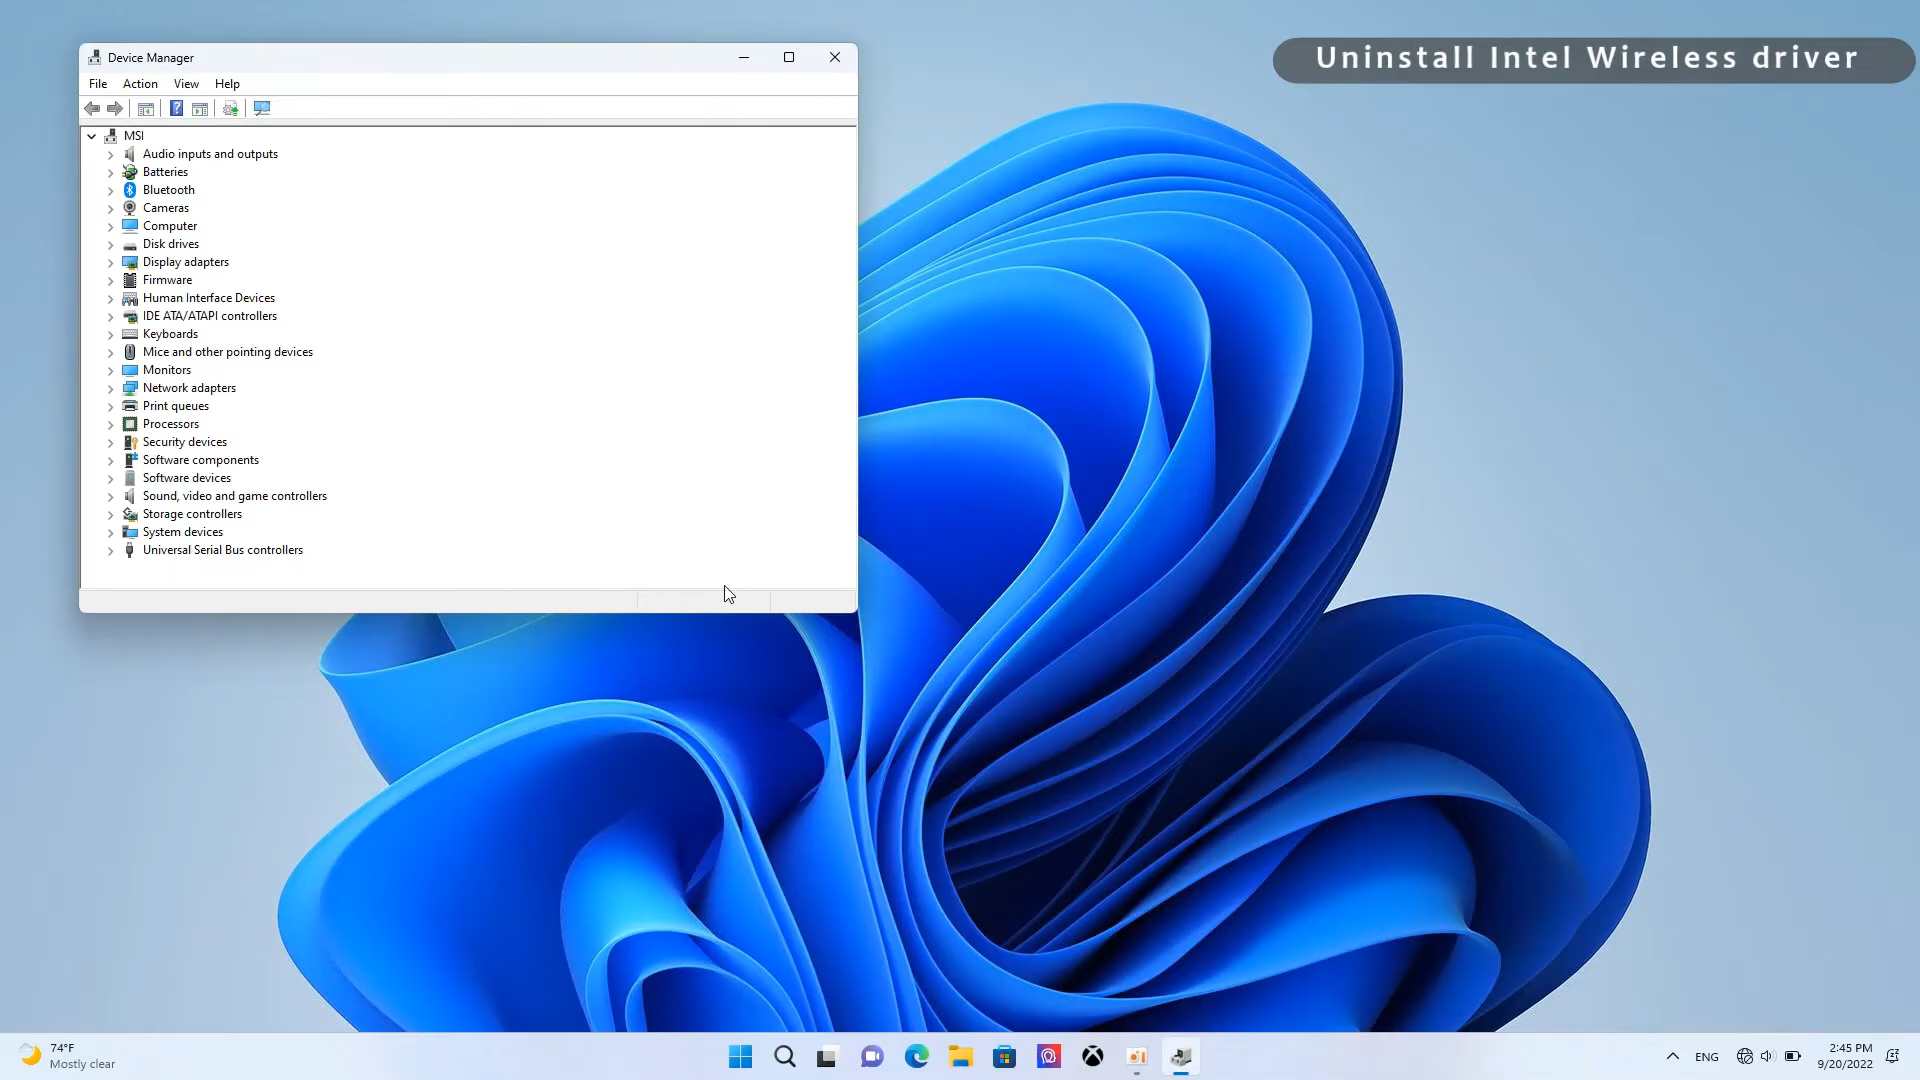 Uninstall Intel Wireless driver
Device Manager
File Action View Help
MSI
Audio inputs and outputs
Batteries
Bluetooth
Cameras
Computer
Disk drives
Display adapters
Firmware
Human Interface Devices
IDE ATA/ATAPI controllers
Keyboards
Mice and other pointing devices
Monitors
Network adapters
Print queues
Processors
Security devices
Software components
Software devices
Sound, video and game controllers
Storage controllers
System devices
Universal Serial Bus controllers
74°F
Mostly clear
ENG
2:45 PM
9/20/2022